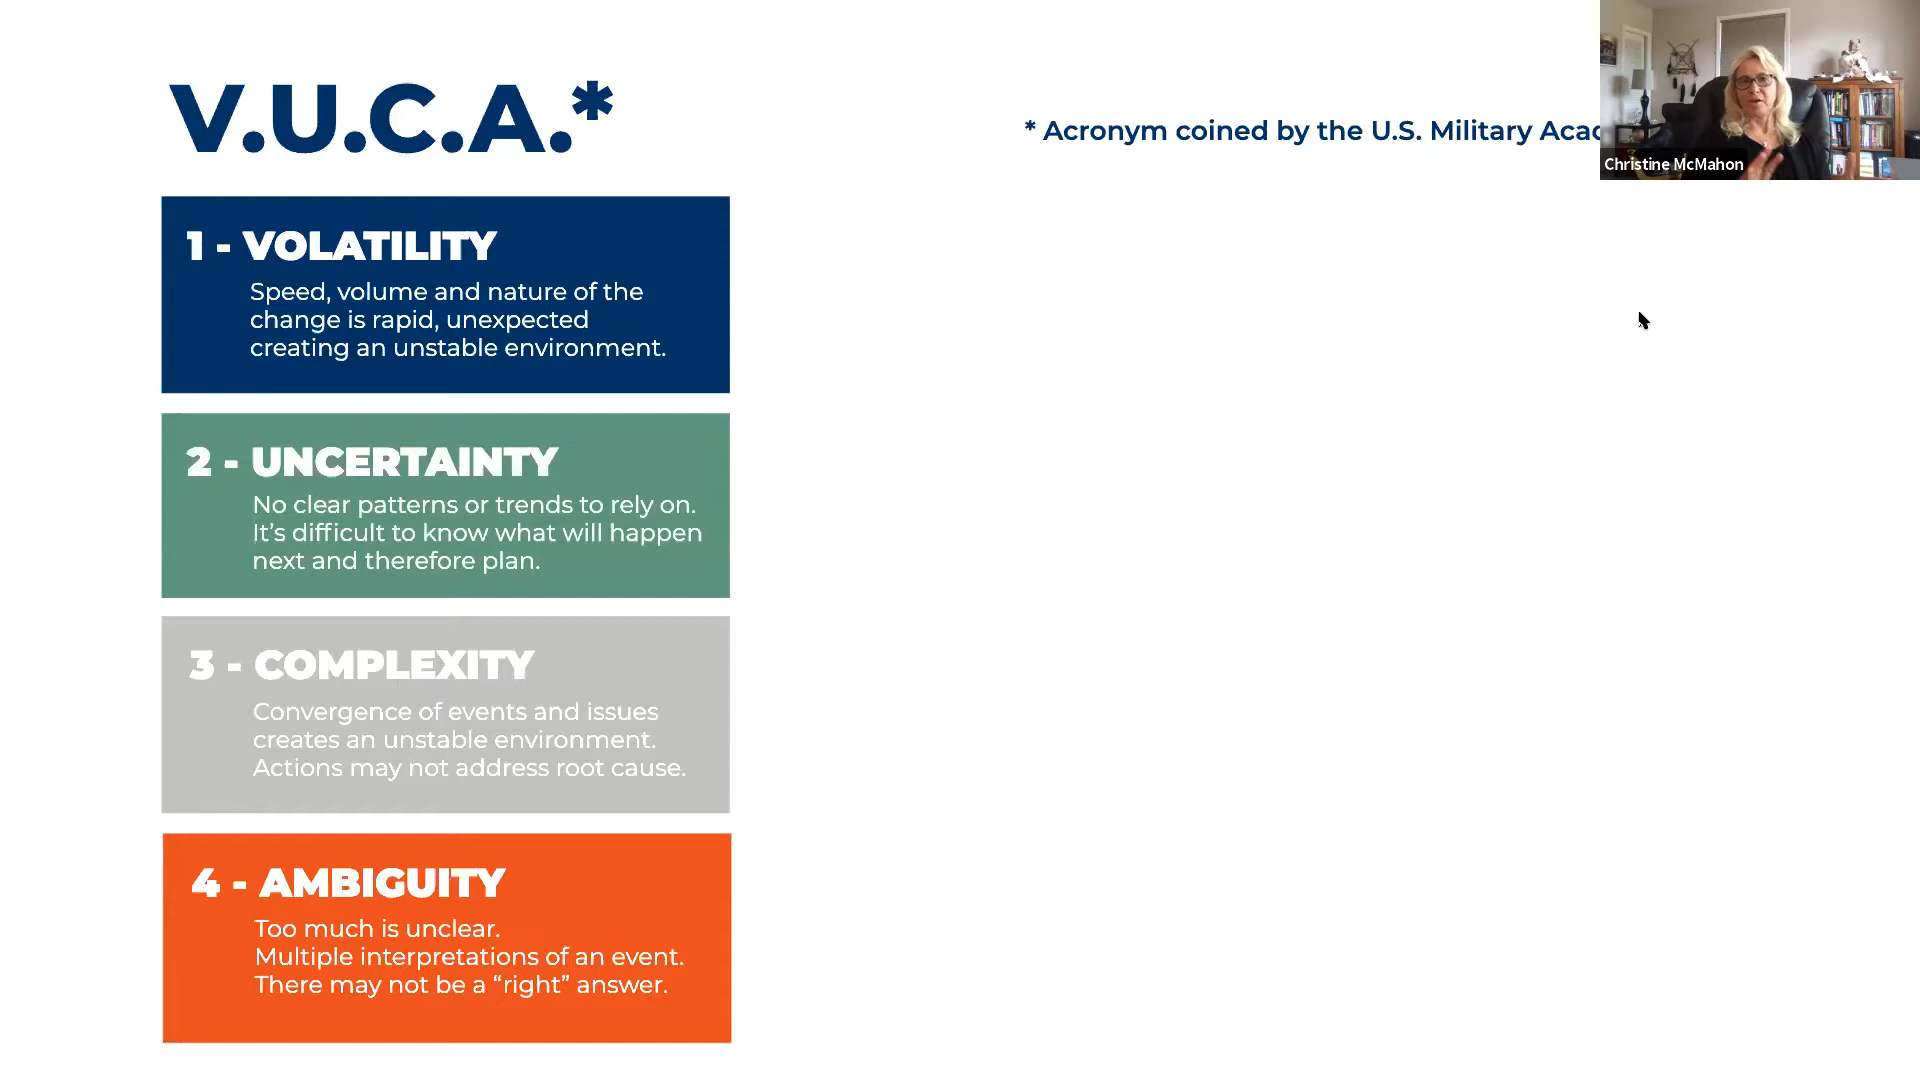 V.U.C.A.*
* Acronym coined by the U.S. Military
Christine McMahon
1 - VOLATILITY
Speed, volume and nature of the
change is rapid, unexpected
creating an unstable environment.
2 - UNCERTAINTY
No clear patterns or trends to rely on.
It’s difficult to know what will happen
next and therefore plan.
3 - COMPLEXITY
Convergence of events and issues
creates an unstable environment.
Actions may not address root cause.
4 - AMBIGUITY
Too much is unclear.
Multiple interpretations of an event.
There may not be a “right” answer.